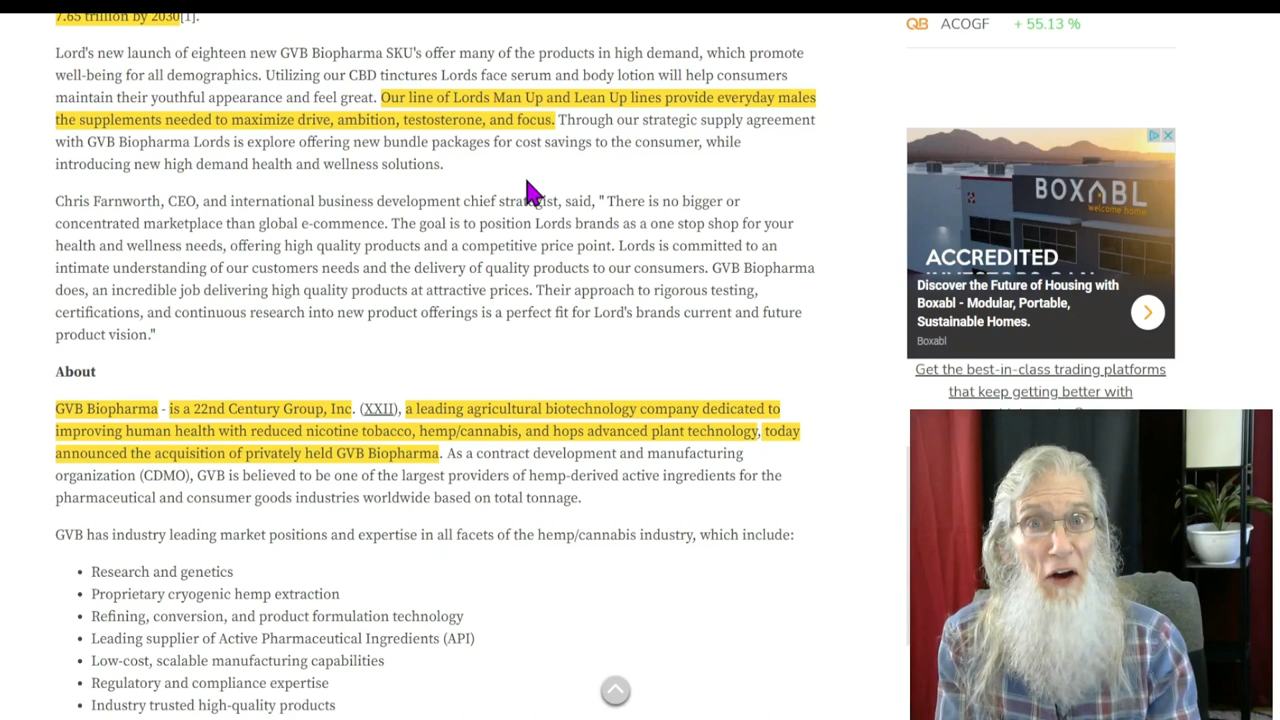 7.65 trillion by 2030[1].
Lord's new launch of eighteen new GVB Biopharma SKU's offer many of the products in high demand, which promote
well-being for all demographics. Utilizing our CBD tinctures Lords face serum and body lotion will help consumers
maintain their youthful appearance and feel great. Our line of Lords Man Up and Lean Up lines provide everyday males
the supplements needed to maximize drive, ambition, testosterone, and focus. Through our strategic supply agreement
with GVB Biopharma Lords is explore offering new bundle packages for cost savings to the consumer, while
introducing new high demand health and wellness solutions.
Chris Farnworth, CEO, and international business development chief strategist, said, " There is no bigger or
concentrated marketplace than global e-commerce. The goal is to position Lords brands as a one stop shop for your
health and wellness needs, offering high quality products and a competitive price point. Lords is committed to an
intimate understanding of our customers needs and the delivery of quality products to our consumers. GVB Biopharma
does, an incredible job delivering high quality products at attractive prices. Their approach to rigorous testing,
certifications, and continuous research into new product offerings is a perfect fit for Lord's brands current and future
product vision."
About
GVB Biopharma - is a 22nd Century Group, Inc. (XXII), a leading agricultural biotechnology company dedicated to
improving human health with reduced nicotine tobacco, hemp/cannabis, and hops advanced plant technology, today
announced the acquisition of privately held GVB Biopharma. As a contract development and manufacturing
organization (CDMO), GVB is believed to be one of the largest providers of hemp-derived active ingredients for the
pharmaceutical and consumer goods industries worldwide based on total tonnage.
GVB has industry leading market positions and expertise in all facets of the hemp/cannabis industry, which include:
• Research and genetics
• Proprietary cryogenic hemp extraction
• Refining, conversion, and product formulation technology
• Leading supplier of Active Pharmaceutical Ingredients (API)
• Low-cost, scalable manufacturing capabilities
• Regulatory and compliance expertise
• Industry trusted high-quality products
QB ACOGF + 55.13 %
BOXABL
welcome home
ACCREDITED
Discover the Future of Housing with
Boxabl - Modular, Portable,
Sustainable Homes.
Boxabl
Get the best-in-class trading platforms
that keep getting better with